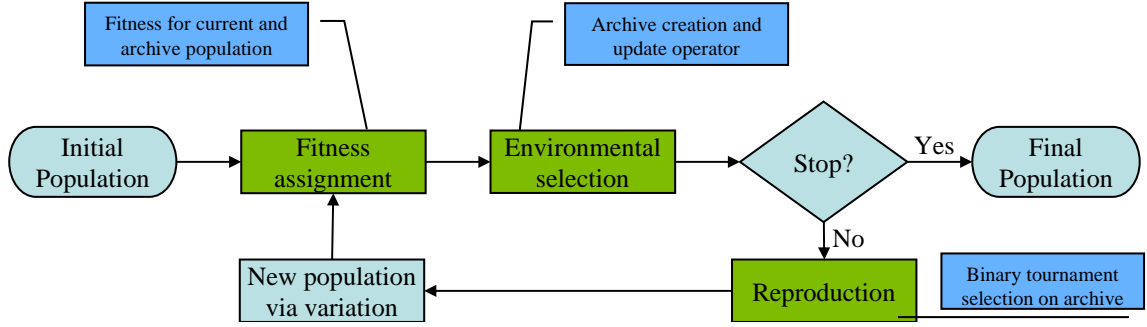 Fitness for current and
archive population
Archive creation and
update operator
Initial
Population
Fitness
assignment
Environmental
selection
Stop?
Yes
Final
Population
No
New population
via variation
Reproduction
Binary tournament
selection on archive